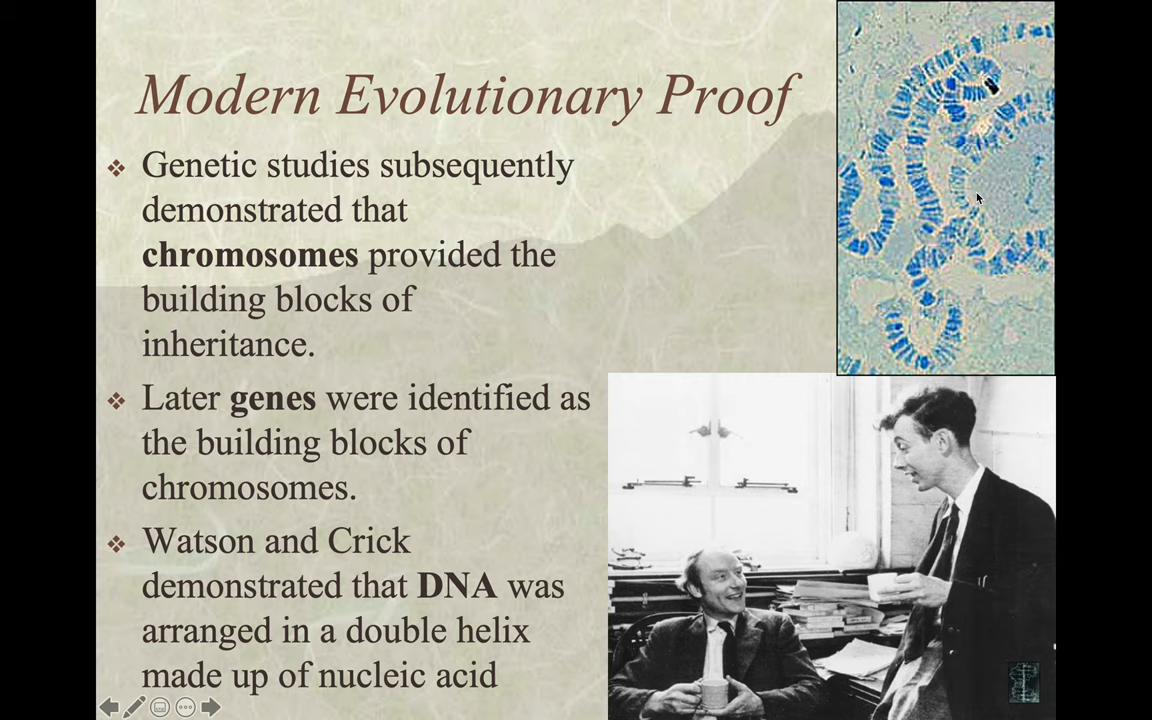 Modern Evolutionary Proof
Genetic studies subsequently
demonstrated that
chromosomes provided the
building blocks of
inheritance.
Later genes were identified as
the building blocks of
chromosomes.
Watson and Crick
demonstrated that DNA was
arranged in a double helix
made up of nucleic acid